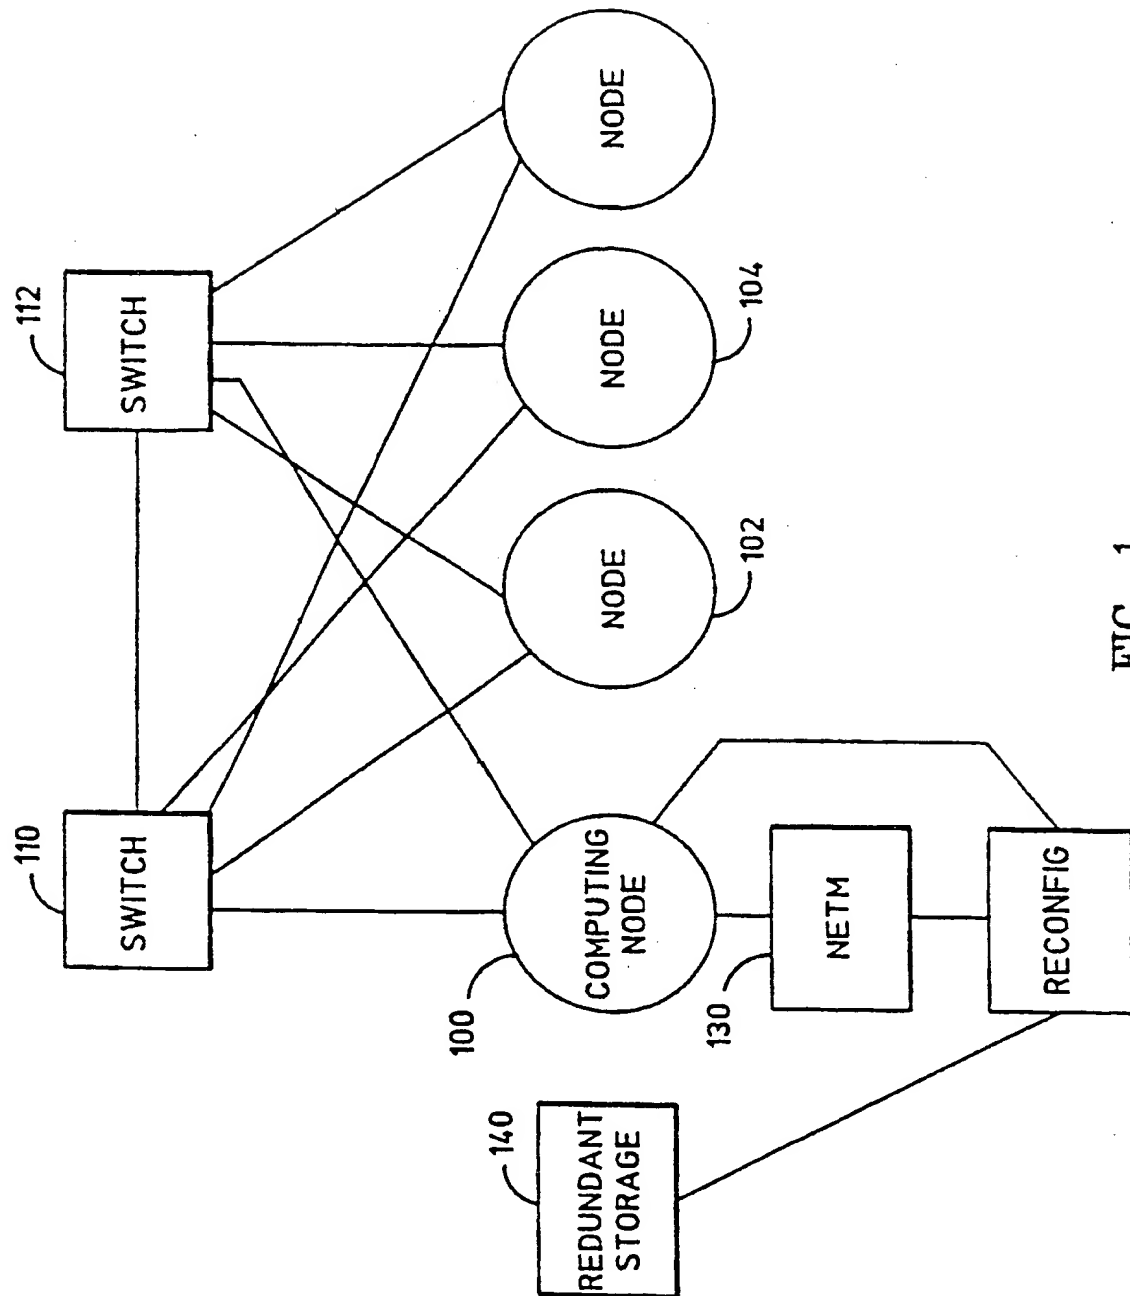 110
SWITCH
112
SWITCH
100
COMPUTING
NODE
NODE
102
NODE
104
NODE
140
REDUNDANT
STORAGE
130
NETM
RECONFIG
FIG. 1